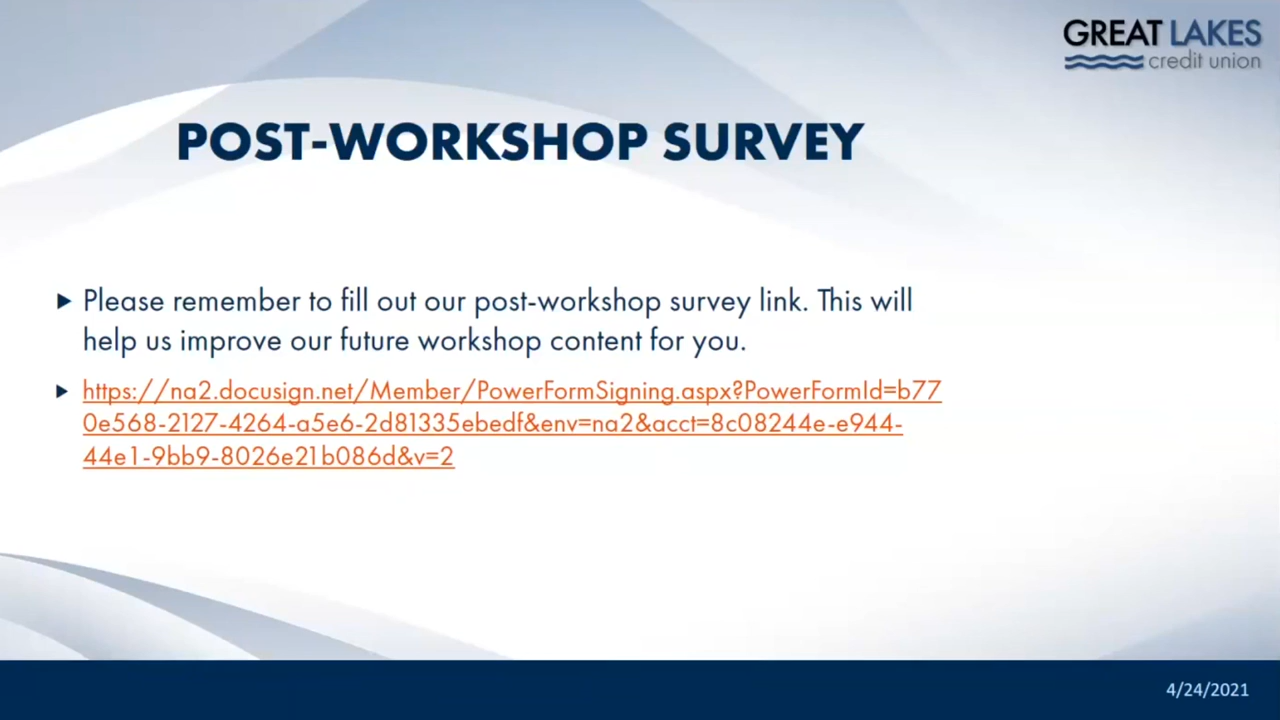 GREAT LAKES
credit union
POST-WORKSHOP SURVEY
Please remember to fill out our post-workshop survey link. This will
help us improve our future workshop content for you.
https://na2.docusign.net/Member/PowerFormSigning.aspx?PowerFormId=b77
0e568-2127-4264-a5e6-2d81335ebedf&env=na2&acct=8c08244e-e944-
44e1-9bb9-8026e21b086d&v=2
4/24/2021